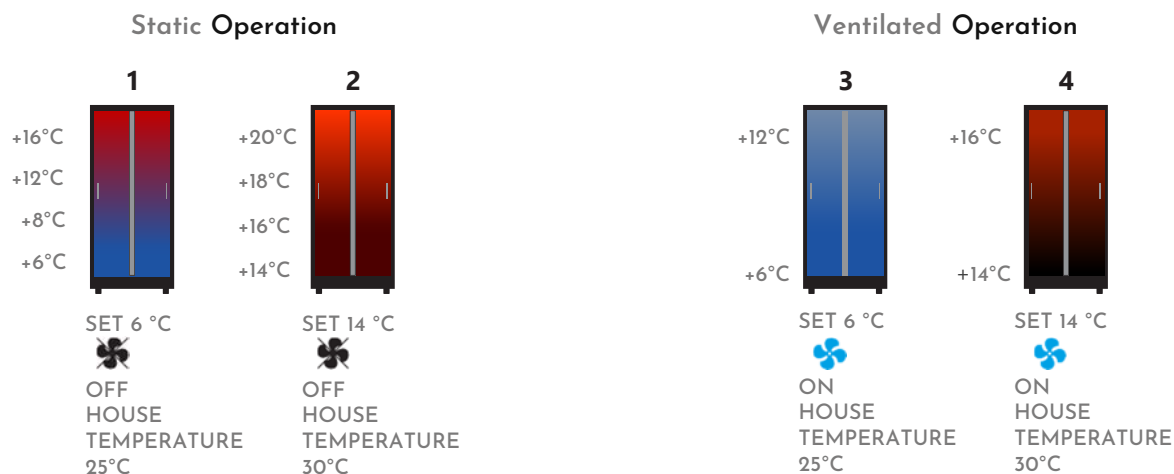 Static Operation
Ventilated Operation
1
2
3
4
+16°C
+12°C
+8°C
+6°C
+20°C
+18°C
+16°C
+14°C
+12°C
+6°C
+16°C
+14°C
SET 6 °C
OFF
HOUSE
TEMPERATURE
25°C
SET 14 °C
OFF
HOUSE
TEMPERATURE
30°C
SET 6 °C
ON
HOUSE
TEMPERATURE
25°C
SET 14 °C
ON
HOUSE
TEMPERATURE
30°C